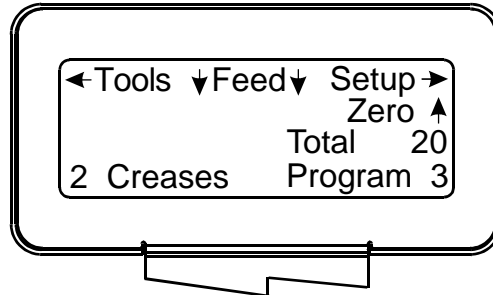 ←Tools ↓Feed↓ Setup→
Zero ↑
Total 20
2 Creases Program 3